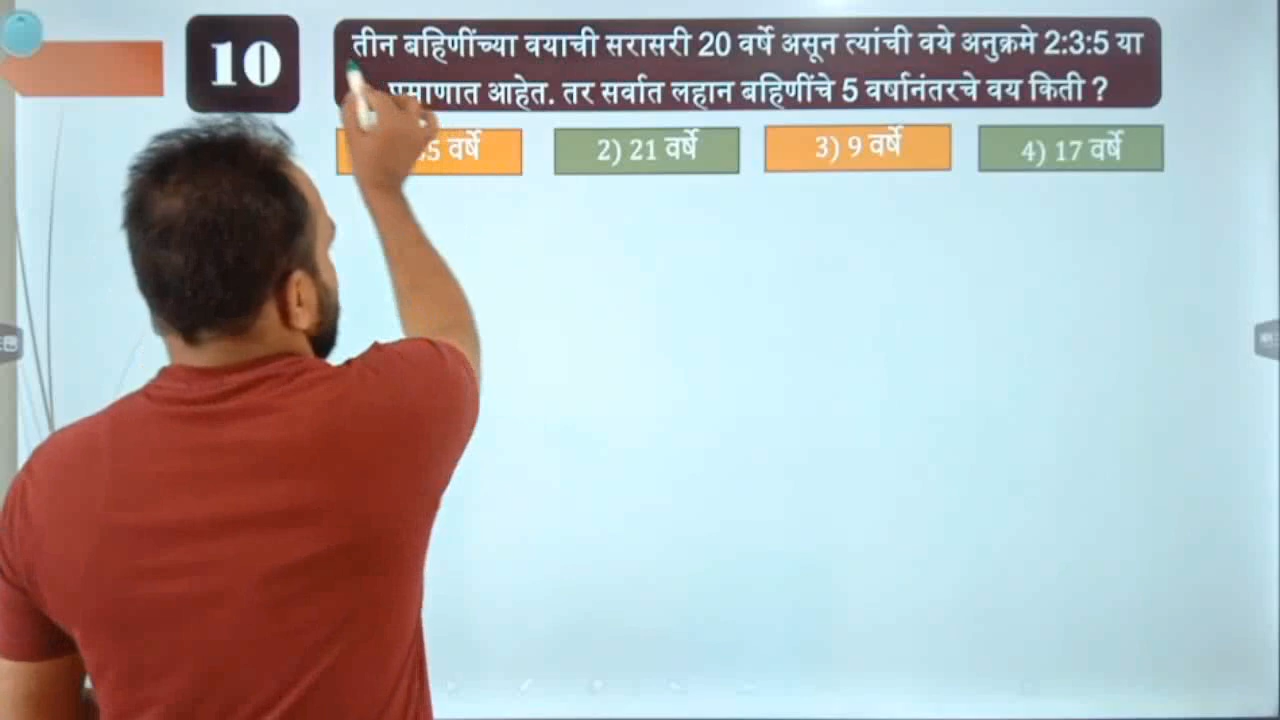 10
तीन बहिणींच्या वयाची सरासरी 20 वर्षे असून त्यांची वये अनुक्रमे 2:3:5 या
प्रमाणात आहेत. तर सर्वात लहान बहिणींचे 5 वर्षानंतरचे वय किती ?
5 वर्षे
2) 21 वर्षे
3) 9 वर्षे
4) 17 वर्षे